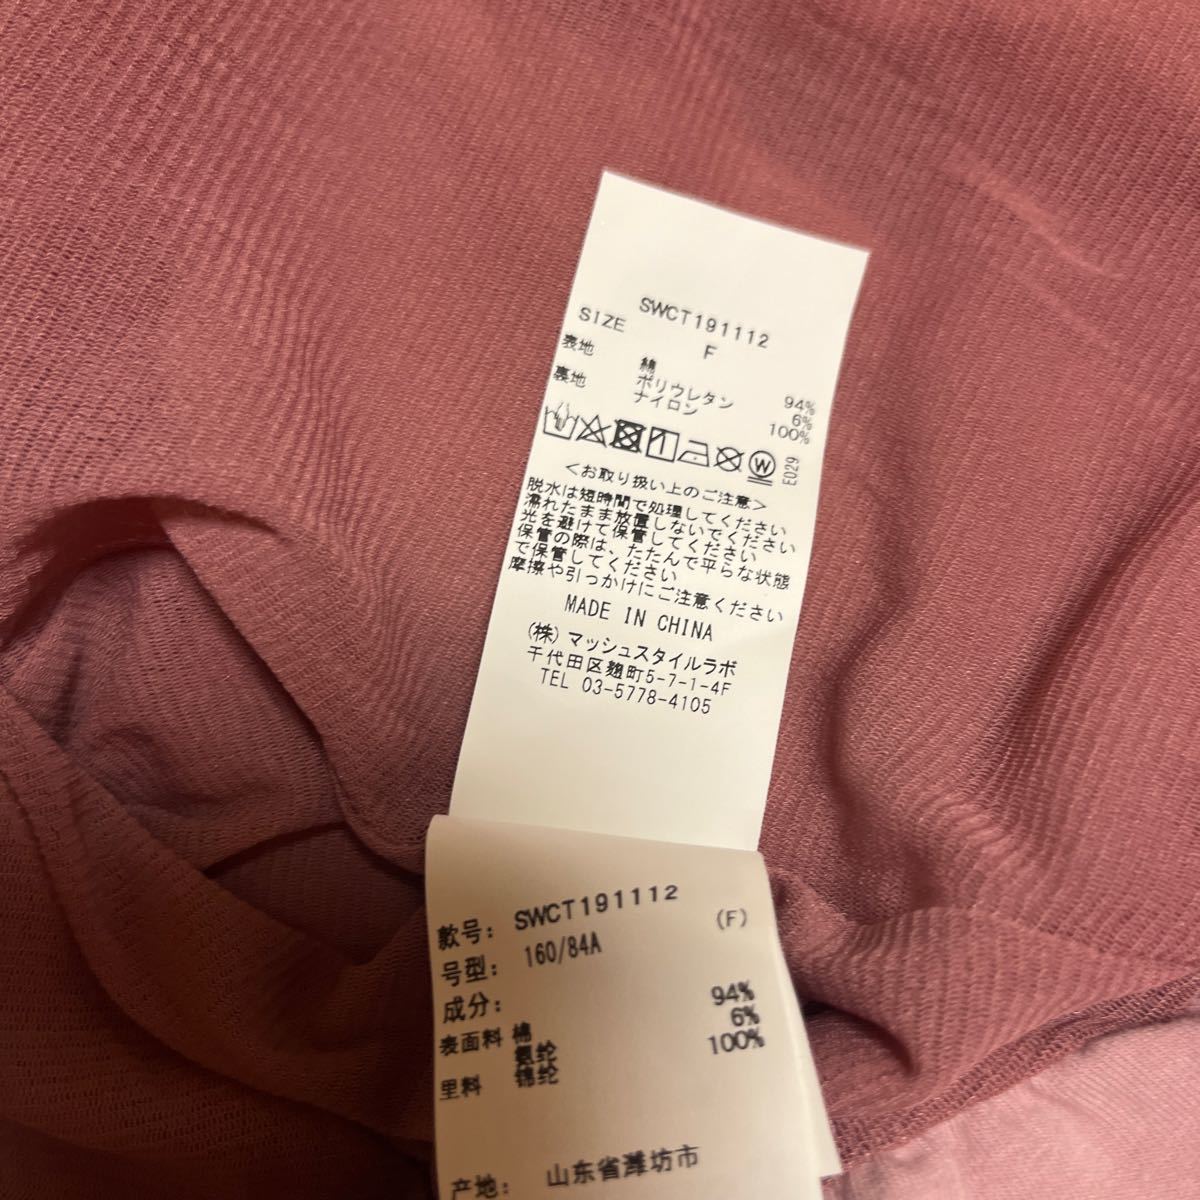 SWCT191112
SIZE F
表地 綿 94%
ポリウレタン 6%
裏地 ナイロン 100%
W
E029
<お取り扱い上のご注意>
脱水は短時間で処理してください
濡れたまま放置しないでください
光を避けて保管してください
保管の際は、たたんで平らな状態
で保管してください
摩擦や引っかけにご注意ください
MADE IN CHINA
(株)マッシュスタイルラボ
千代田区麹町5-7-1-4F
TEL 03-5778-4105
款号: SWCT191112
号型: 160/84A (F)
成分:
表面料 棉 94%
氨纶 6%
里料 锦纶 100%
产地: 山东省潍坊市